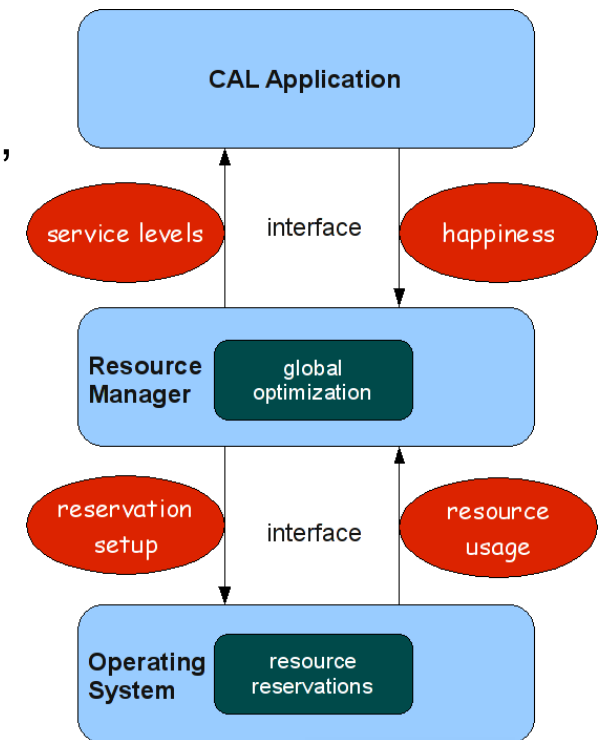 CAL Application
,
service levels
interface
happiness
Resource
Manager
global
optimization
reservation
setup
interface
resource
usage
Operating
System
resource
reservations